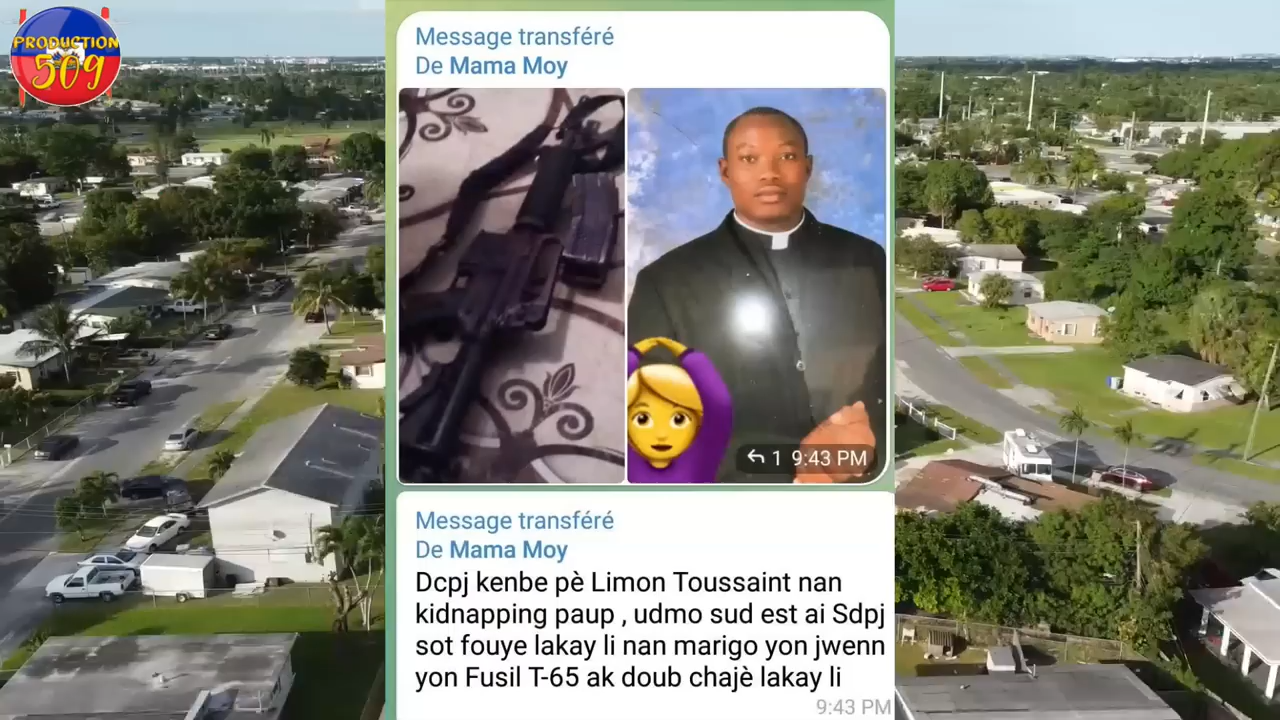 PRODUCTION
509
Message transféré
De Mama Moy
1 9:43 PM
Message transféré
De Mama Moy
Dcpj kenbe pè Limon Toussaint nan
kidnapping paup , udmo sud est ai Sdpj
sot fouye lakay li nan marigo yon jwenn
yon Fusil T-65 ak doub chajè lakay li
9:43 PM